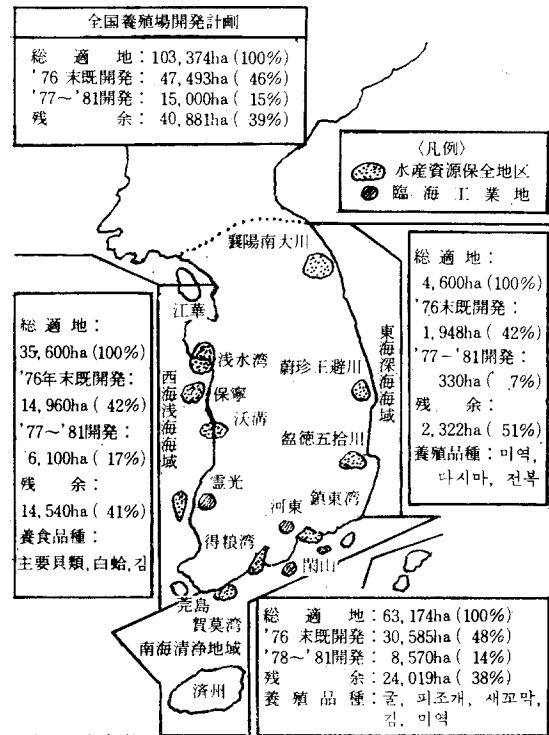 全国養殖場開発計画
総適地：103,374ha(100%)
'76 末既開発：47,493ha(46%)
'77～'81開発：15,000ha(15%)
残余：40,881ha(39%)
〈凡例〉
水産資源保全地区
臨海工業地
襄陽南大川
江華
浅水湾
保寧
沃溝
西海浅海海域
霊光
得粮湾
莞島
賀莫湾
南海清浄地域
済州
蔚珍王避川
盈徳五拾川
鎮東湾
河東
閑山
東海深海海域
総適地：
4,600ha(100%)
'76末既開発：
1,948ha(42%)
'77-'81開発：
330ha(7%)
残余：
2,322ha(51%)
養殖品種：미역,
다시마, 전복
総適地：
35,600ha(100%)
'76年末既開発：
14,960ha(42%)
'77～'81開発：
6,100ha(17%)
残余：
14,540ha(41%)
養食品種：
主要貝類,白蛤,김
総適地：63,174ha(100%)
'76 末既開発：30,585ha(48%)
'78～'81開発：8,570ha(14%)
残余：24,019ha(38%)
養殖品種：굴, 피조개, 새꼬막,
김, 미역